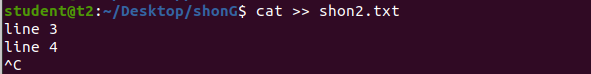 student@t2:~/Desktop/shonG$ cat >> shon2.txt
line 3
line 4
^C